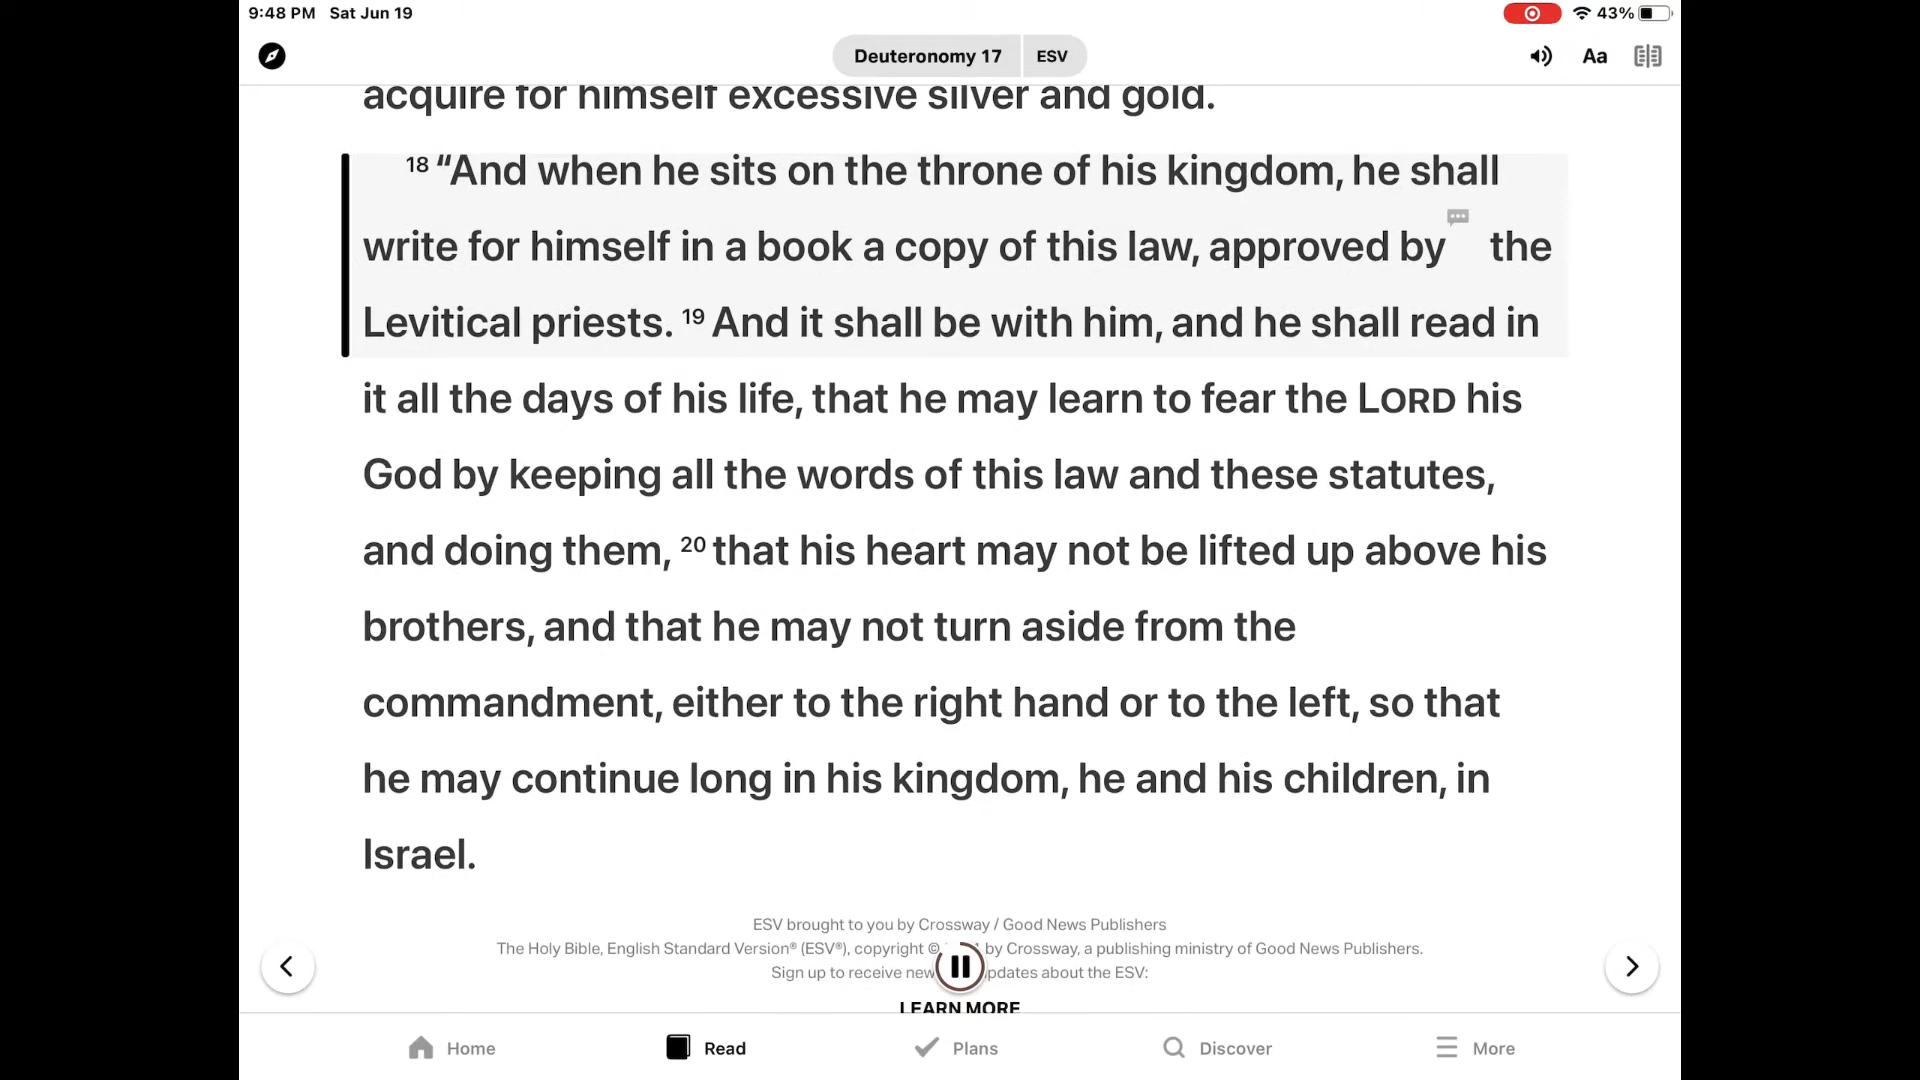 9:48 PM Sat Jun 19
43%
Deuteronomy 17 ESV
Aa
acquire for himself excessive silver and gold.
18 “And when he sits on the throne of his kingdom, he shall
write for himself in a book a copy of this law, approved by the
Levitical priests. 19 And it shall be with him, and he shall read in
it all the days of his life, that he may learn to fear the LORD his
God by keeping all the words of this law and these statutes,
and doing them, 20 that his heart may not be lifted up above his
brothers, and that he may not turn aside from the
commandment, either to the right hand or to the left, so that
he may continue long in his kingdom, he and his children, in
Israel.
ESV brought to you by Crossway / Good News Publishers
The Holy Bible, English Standard Version® (ESV®), copyright © by Crossway, a publishing ministry of Good News Publishers.
Sign up to receive about the ESV:
LEARN MORE
Home Read Plans Discover More